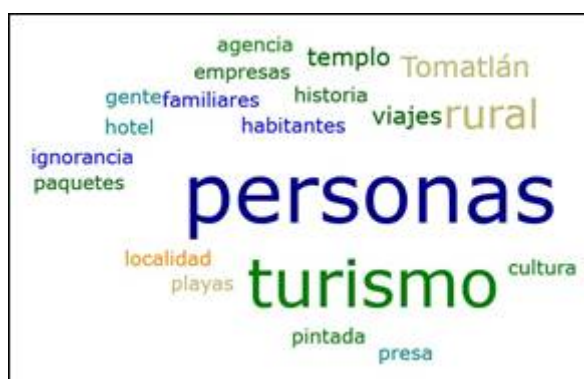 agencia
templo
Tomatlán
empresas
gente familiares
historia
viajes rural
hotel
habitantes
ignorancia
paquetes
personas
localidad
playas
turismo
cultura
pintada
presa